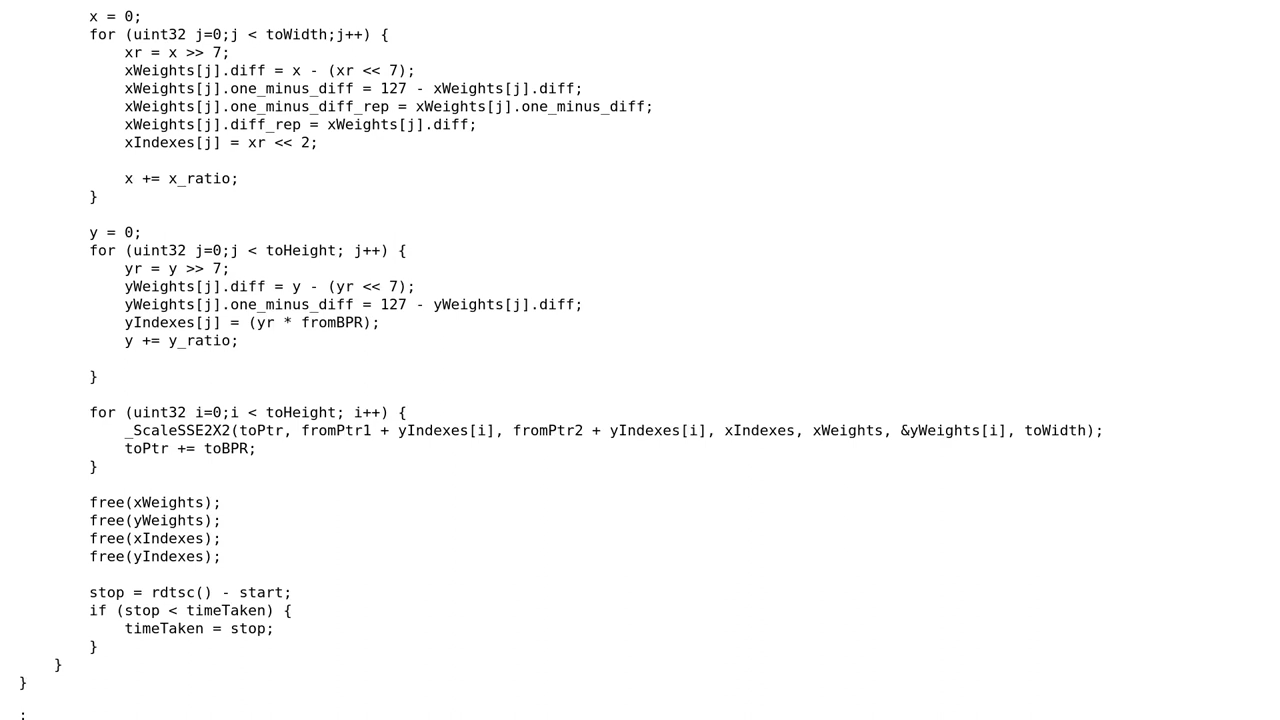 x = 0;
for (uint32 j=0;j < toWidth;j++) {
xr = x >> 7;
xWeights[j].diff = x - (xr << 7);
xWeights[j].one_minus_diff = 127 - xWeights[j].diff;
xWeights[j].one_minus_diff_rep = xWeights[j].one_minus_diff;
xWeights[j].diff_rep = xWeights[j].diff;
xIndexes[j] = xr << 2;
x += x_ratio;
}
y = 0;
for (uint32 j=0;j < toHeight; j++) {
yr = y >> 7;
yWeights[j].diff = y - (yr << 7);
yWeights[j].one_minus_diff = 127 - yWeights[j].diff;
yIndexes[j] = (yr * fromBPR);
y += y_ratio;
}
for (uint32 i=0;i < toHeight; i++) {
_ScaleSSE2X2(toPtr, fromPtr1 + yIndexes[i], fromPtr2 + yIndexes[i], xIndexes, xWeights, &yWeights[i], toWidth);
toPtr += toBPR;
}
free(xWeights);
free(yWeights);
free(xIndexes);
free(yIndexes);
stop = rdtsc() - start;
if (stop < timeTaken) {
timeTaken = stop;
}
}
}